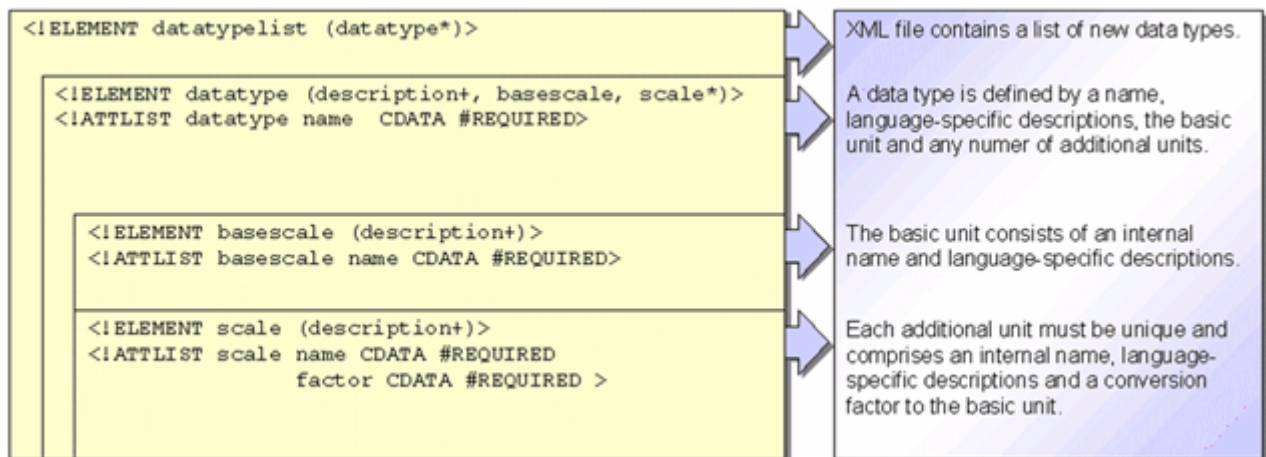 <!ELEMENT datatypelist (datatype*)>
XML file contains a list of new data types.
<!ELEMENT datatype (description+, basescale, scale*)>
<!ATTLIST datatype name CDATA #REQUIRED>
A data type is defined by a name,
language-specific descriptions, the basic
unit and any numer of additional units.
<!ELEMENT basescale (description+)>
<!ATTLIST basescale name CDATA #REQUIRED>
The basic unit consists of an internal
name and language-specific descriptions.
<!ELEMENT scale (description+)>
<!ATTLIST scale name CDATA #REQUIRED
factor CDATA #REQUIRED >
Each additional unit must be unique and
comprises an internal name, language-
specific descriptions and a conversion
factor to the basic unit.